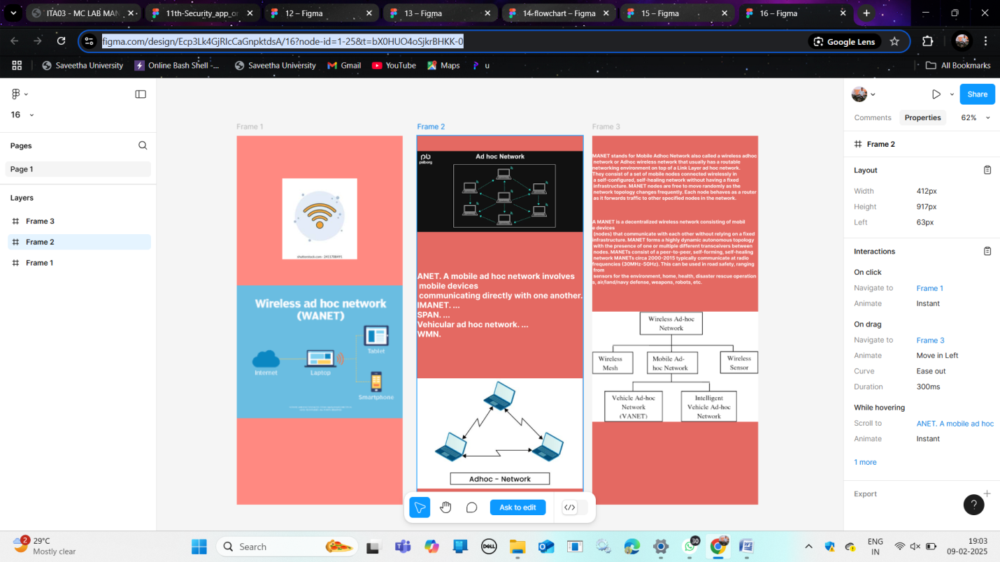 ITA03 - MC LAB MAN
11th-Security_app_or
12 – Figma
13 – Figma
14-flowchart – Figma
15 – Figma
16 – Figma
figma.com/design/Ecp3Lk4GjRlcCaGnpktdsA/16?node-id=1-25&t=bX0HUO4oSjkrBHKK-0
Google Lens
Saveetha University
Online Bash Shell -...
Saveetha University
Gmail
YouTube
Maps
u
All Bookmarks
16
Pages
Page 1
Layers
Frame 3
Frame 2
Frame 1
Frame 1
shutterstock.com · 2421788491
Wireless ad hoc network
(WANET)
Tablet
Internet
Laptop
Smartphone
Frame 2
psiborg
Ad hoc Network
ANET. A mobile ad hoc network involves
mobile devices
communicating directly with one another.
IMANET. ...
SPAN. ...
Vehicular ad hoc network. ...
WMN.
Adhoc - Network
Frame 3
MANET stands for Mobile Adhoc Network also called a wireless adhoc
network or Adhoc wireless network that usually has a routable
networking environment on top of a Link Layer ad hoc network.
They consist of a set of mobile nodes connected wirelessly in
a self-configured, self-healing network without having a fixed
infrastructure. MANET nodes are free to move randomly as the
network topology changes frequently. Each node behaves as a router
as it forwards traffic to other specified nodes in the network.
A MANET is a decentralized wireless network consisting of mobil
e devices
(nodes) that communicate with each other without relying on a fixed
infrastructure. MANET forms a highly dynamic autonomous topology
with the presence of one or multiple different transceivers between
nodes. MANETs consist of a peer-to-peer, self-forming, self-healing
network MANETs circa 2000-2015 typically communicate at radio
frequencies (30MHz-5GHz). This can be used in road safety, ranging
from
sensors for the environment, home, health, disaster rescue operation
s, air/land/navy defense, weapons, robots, etc.
Wireless Ad-hoc
Network
Wireless
Mesh
Mobile Ad-
hoc Network
Wireless
Sensor
Vehicle Ad-hoc
Network
(VANET)
Intelligent
Vehicle Ad-hoc
Network
Ask to edit
Share
Comments
Properties
62%
Frame 2
Layout
Width 412px
Height 917px
Left 63px
Interactions
On click
Navigate to Frame 1
Animate Instant
On drag
Navigate to Frame 3
Animate Move in Left
Curve Ease out
Duration 300ms
While hovering
Scroll to ANET. A mobile ad hoc
Animate Instant
1 more
Export
?
2
29°C
Mostly clear
Search
DELL
30
ENG
IN
19:03
09-02-2025